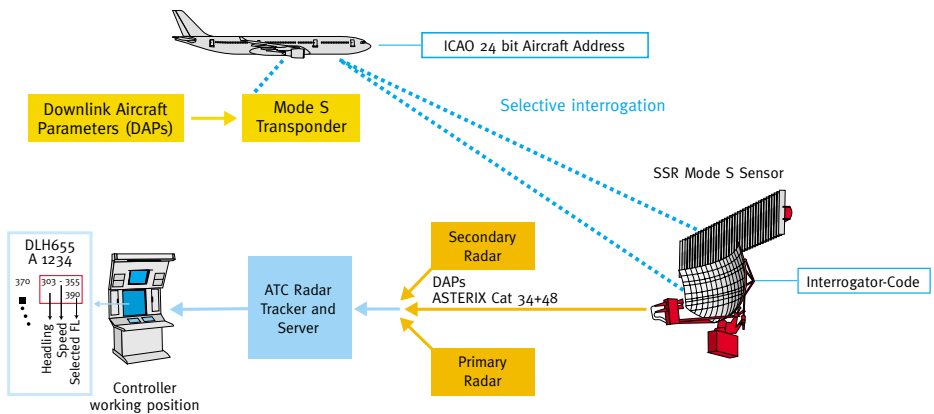 ICAO 24 bit Aircraft Address
Downlink Aircraft
Parameters (DAPs)
Mode S
Transponder
Selective interrogation
SSR Mode S Sensor
Interrogator-Code
Secondary
Radar
DAPs
ASTERIX Cat 34+48
Primary
Radar
ATC Radar
Tracker and
Server
Controller
working position
DLH655
A 1234
370
303 - 355
390
Headling
Speed
Selected FL